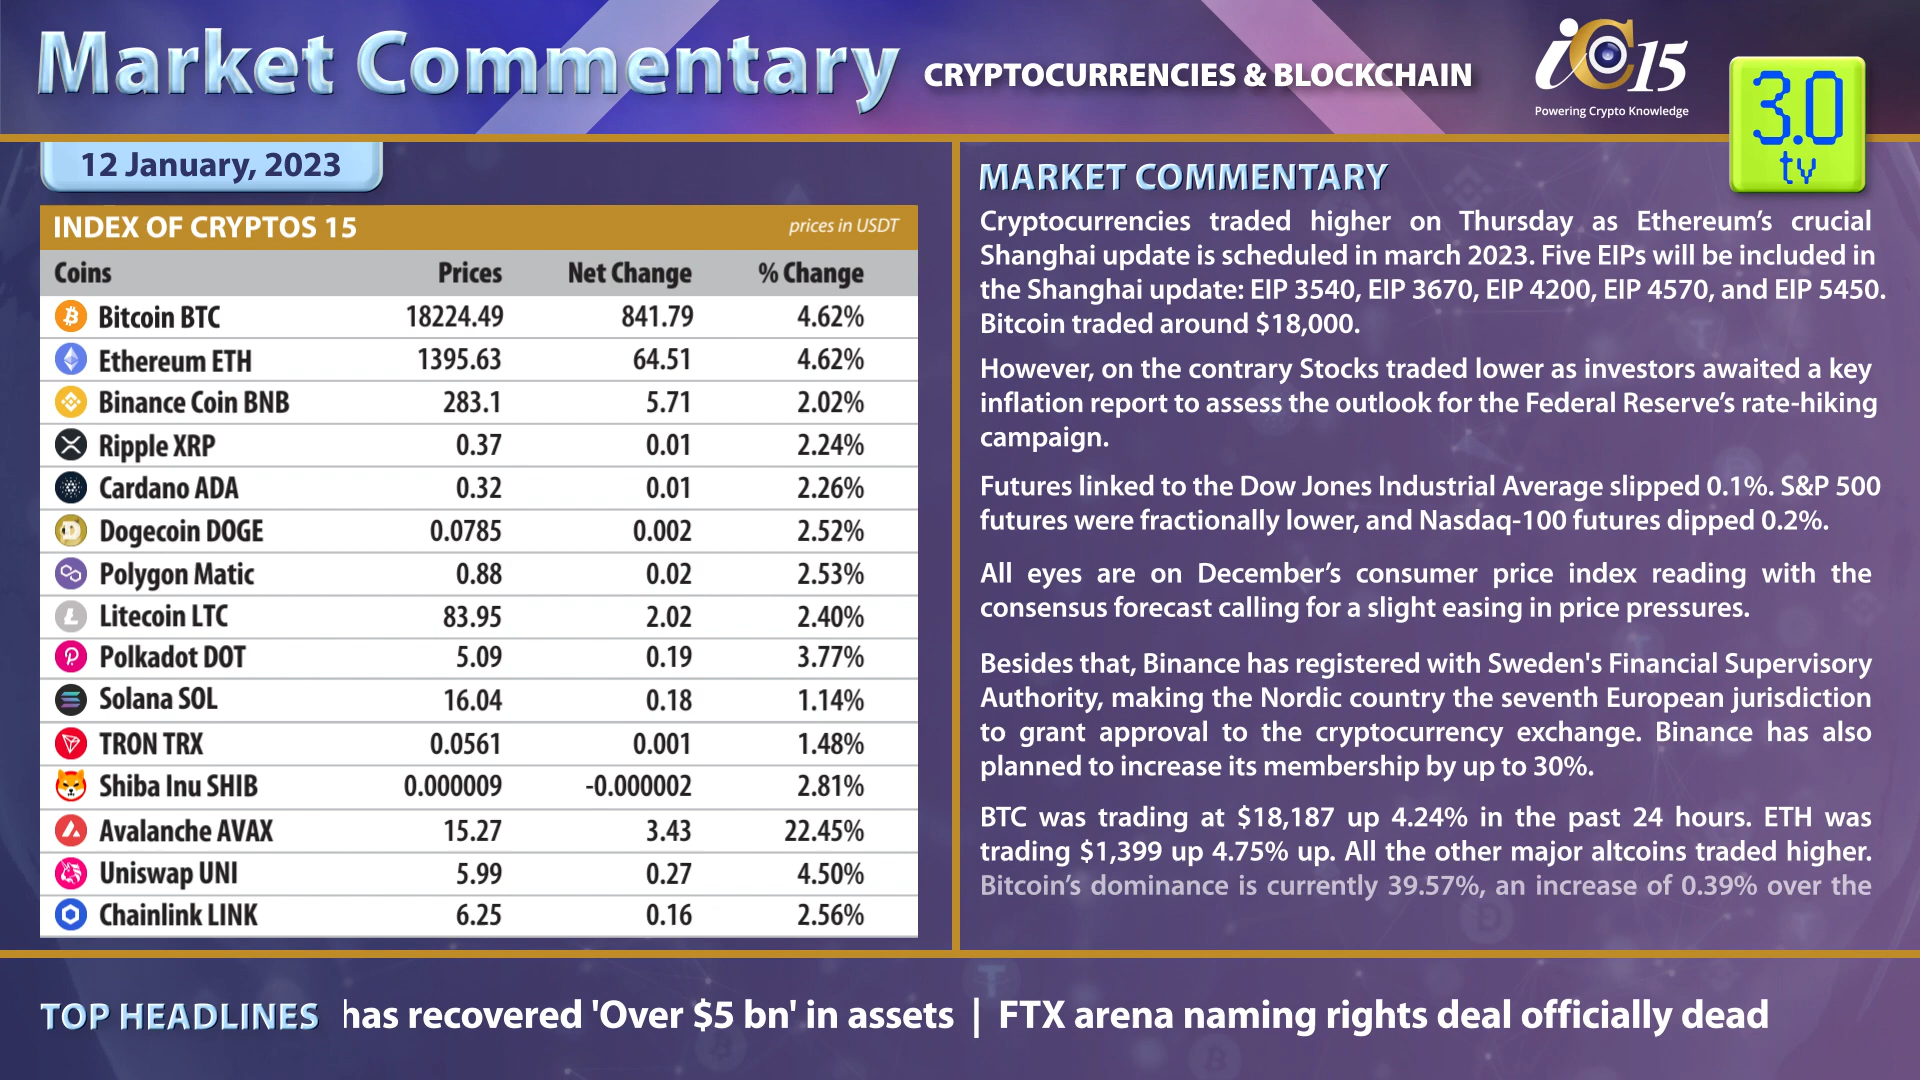 Market Commentary CRYPTOCURRENCIES & BLOCKCHAIN
iC15
Powering Crypto Knowledge
3.0
tv
12 January, 2023
INDEX OF CRYPTOS 15 prices in USDT
Coins Prices Net Change % Change
Bitcoin BTC 18224.49 841.79 4.62%
Ethereum ETH 1395.63 64.51 4.62%
Binance Coin BNB 283.1 5.71 2.02%
Ripple XRP 0.37 0.01 2.24%
Cardano ADA 0.32 0.01 2.26%
Dogecoin DOGE 0.0785 0.002 2.52%
Polygon Matic 0.88 0.02 2.53%
Litecoin LTC 83.95 2.02 2.40%
Polkadot DOT 5.09 0.19 3.77%
Solana SOL 16.04 0.18 1.14%
TRON TRX 0.0561 0.001 1.48%
Shiba Inu SHIB 0.000009 -0.000002 2.81%
Avalanche AVAX 15.27 3.43 22.45%
Uniswap UNI 5.99 0.27 4.50%
Chainlink LINK 6.25 0.16 2.56%
MARKET COMMENTARY
Cryptocurrencies traded higher on Thursday as Ethereum’s crucial
Shanghai update is scheduled in march 2023. Five EIPs will be included in
the Shanghai update: EIP 3540, EIP 3670, EIP 4200, EIP 4570, and EIP 5450.
Bitcoin traded around $18,000.
However, on the contrary Stocks traded lower as investors awaited a key
inflation report to assess the outlook for the Federal Reserve’s rate-hiking
campaign.
Futures linked to the Dow Jones Industrial Average slipped 0.1%. S&P 500
futures were fractionally lower, and Nasdaq-100 futures dipped 0.2%.
All eyes are on December’s consumer price index reading with the
consensus forecast calling for a slight easing in price pressures.
Besides that, Binance has registered with Sweden's Financial Supervisory
Authority, making the Nordic country the seventh European jurisdiction
to grant approval to the cryptocurrency exchange. Binance has also
planned to increase its membership by up to 30%.
BTC was trading at $18,187 up 4.24% in the past 24 hours. ETH was
trading $1,399 up 4.75% up. All the other major altcoins traded higher.
Bitcoin’s dominance is currently 39.57%, an increase of 0.39% over the
TOP HEADLINES has recovered 'Over $5 bn' in assets | FTX arena naming rights deal officially dead